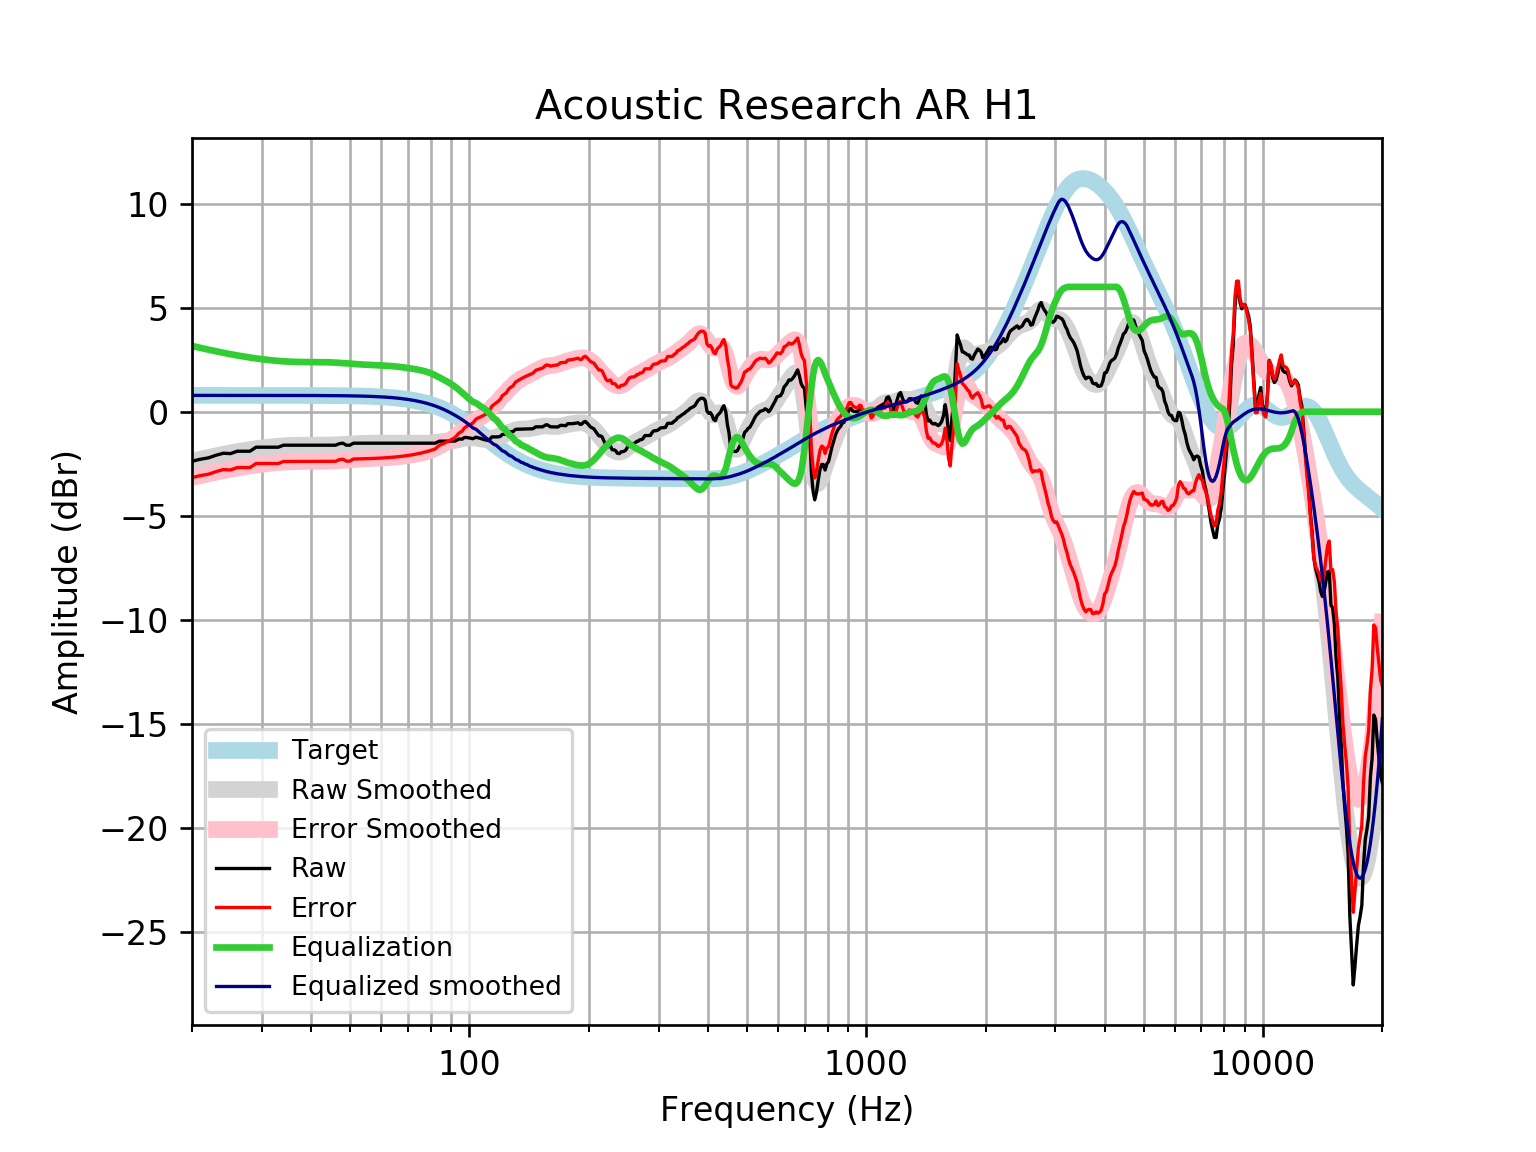 Acoustic Research AR H1
Amplitude (dBr)
10
5
0
−5
−10
−15
−20
−25
Target
Raw Smoothed
Error Smoothed
Raw
Error
Equalization
Equalized smoothed
100
1000
10000
Frequency (Hz)